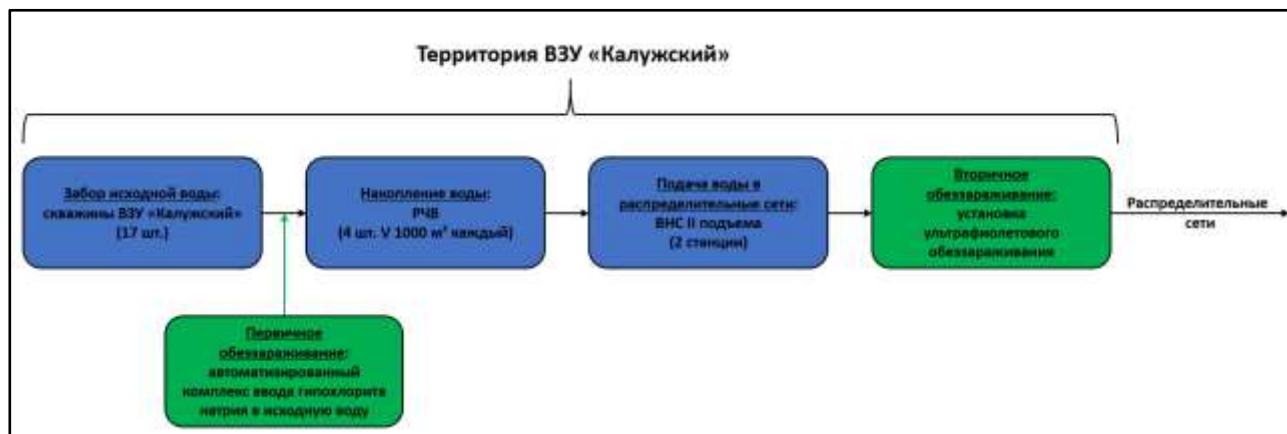 Территория ВЗУ «Калужский»
Забор исходной воды:
скважины ВЗУ «Калужский»
(17 шт.)
Накопление воды:
РЧВ
(4 шт. V 1000 м³ каждый)
Подача воды в
распределительные сети:
ВНС II подъема
(2 станции)
Вторичное
обеззараживание:
установка
ультрафиолетового
обеззараживания
Распределительные
сети
Первичное
обеззараживание:
автоматизированный
комплекс ввода гипохлорита
натрия в исходную воду